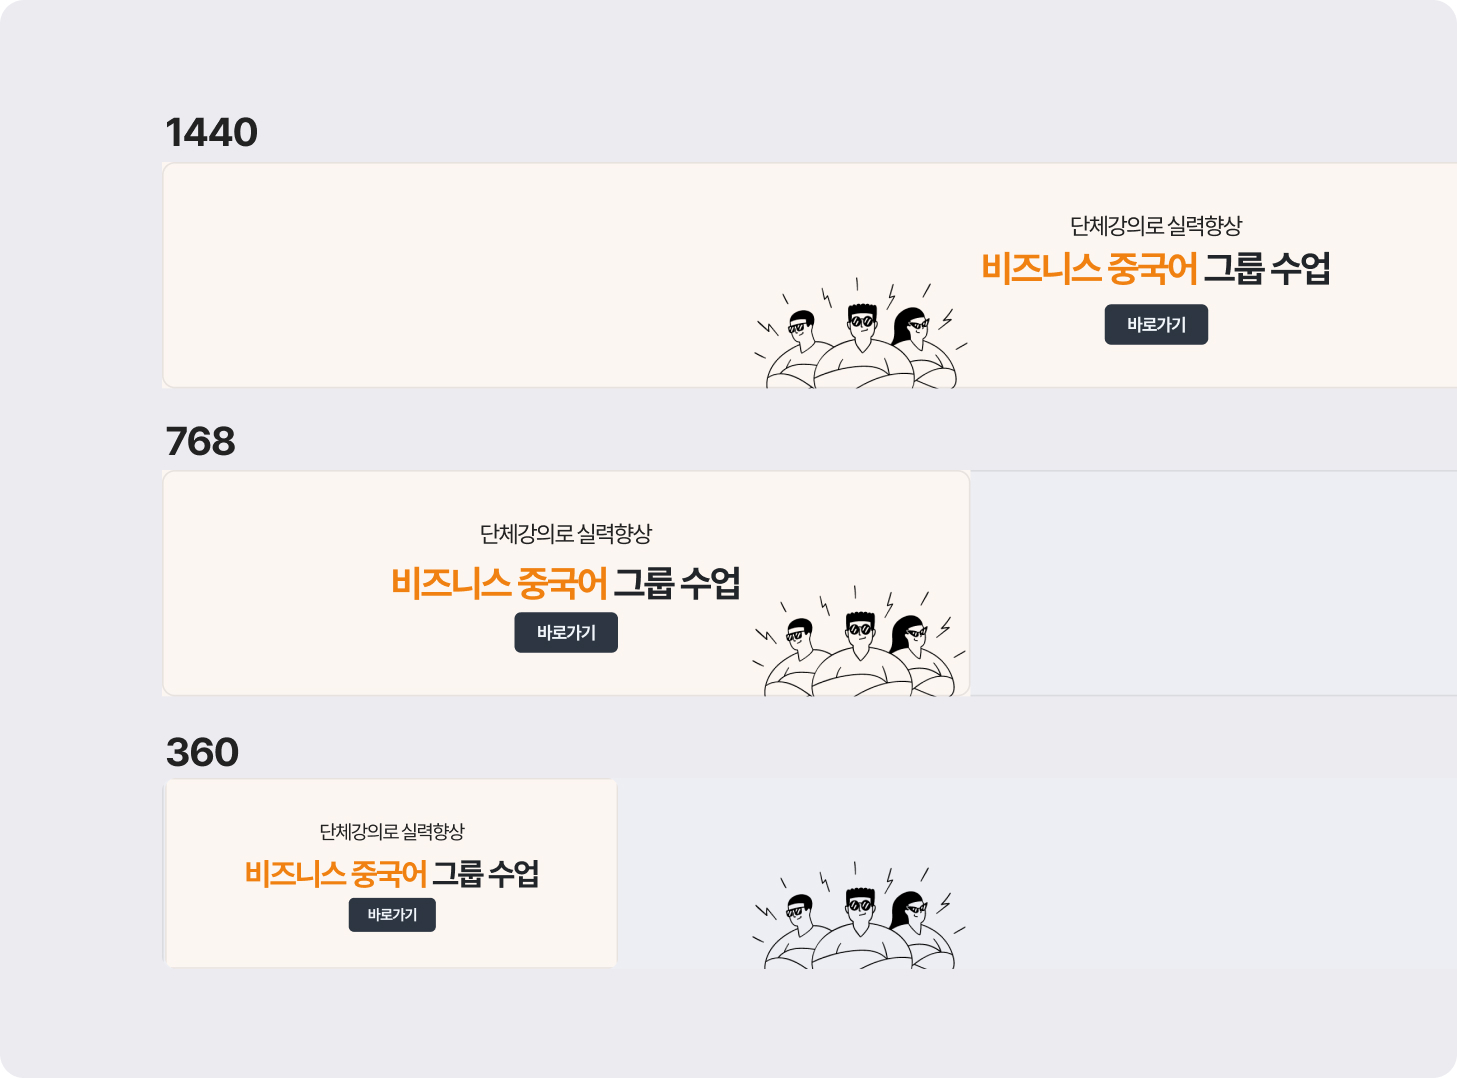 1440
단체강의로 실력향상
비즈니스 중국어 그룹 수업
바로가기
768
단체강의로 실력향상
비즈니스 중국어 그룹 수업
바로가기
360
단체강의로 실력향상
비즈니스 중국어 그룹 수업
바로가기